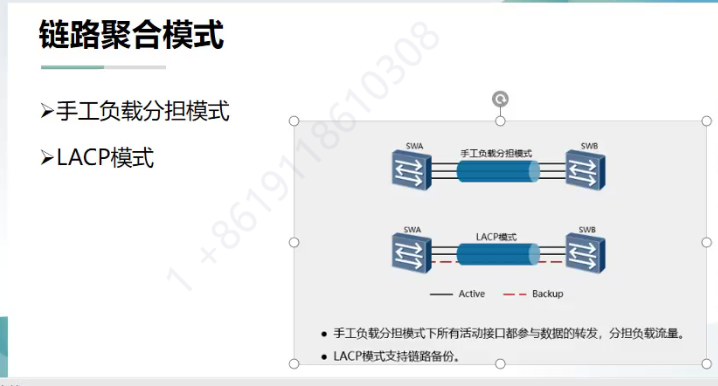 链路聚合模式
➢手工负载分担模式
➢LACP模式
1 +8619118610308
SWA
手工负载分担模式
SWB
SWA
LACP模式
SWB
Active
Backup
● 手工负载分担模式下所有活动接口都参与数据的转发，分担负载流量。
● LACP模式支持链路备份。